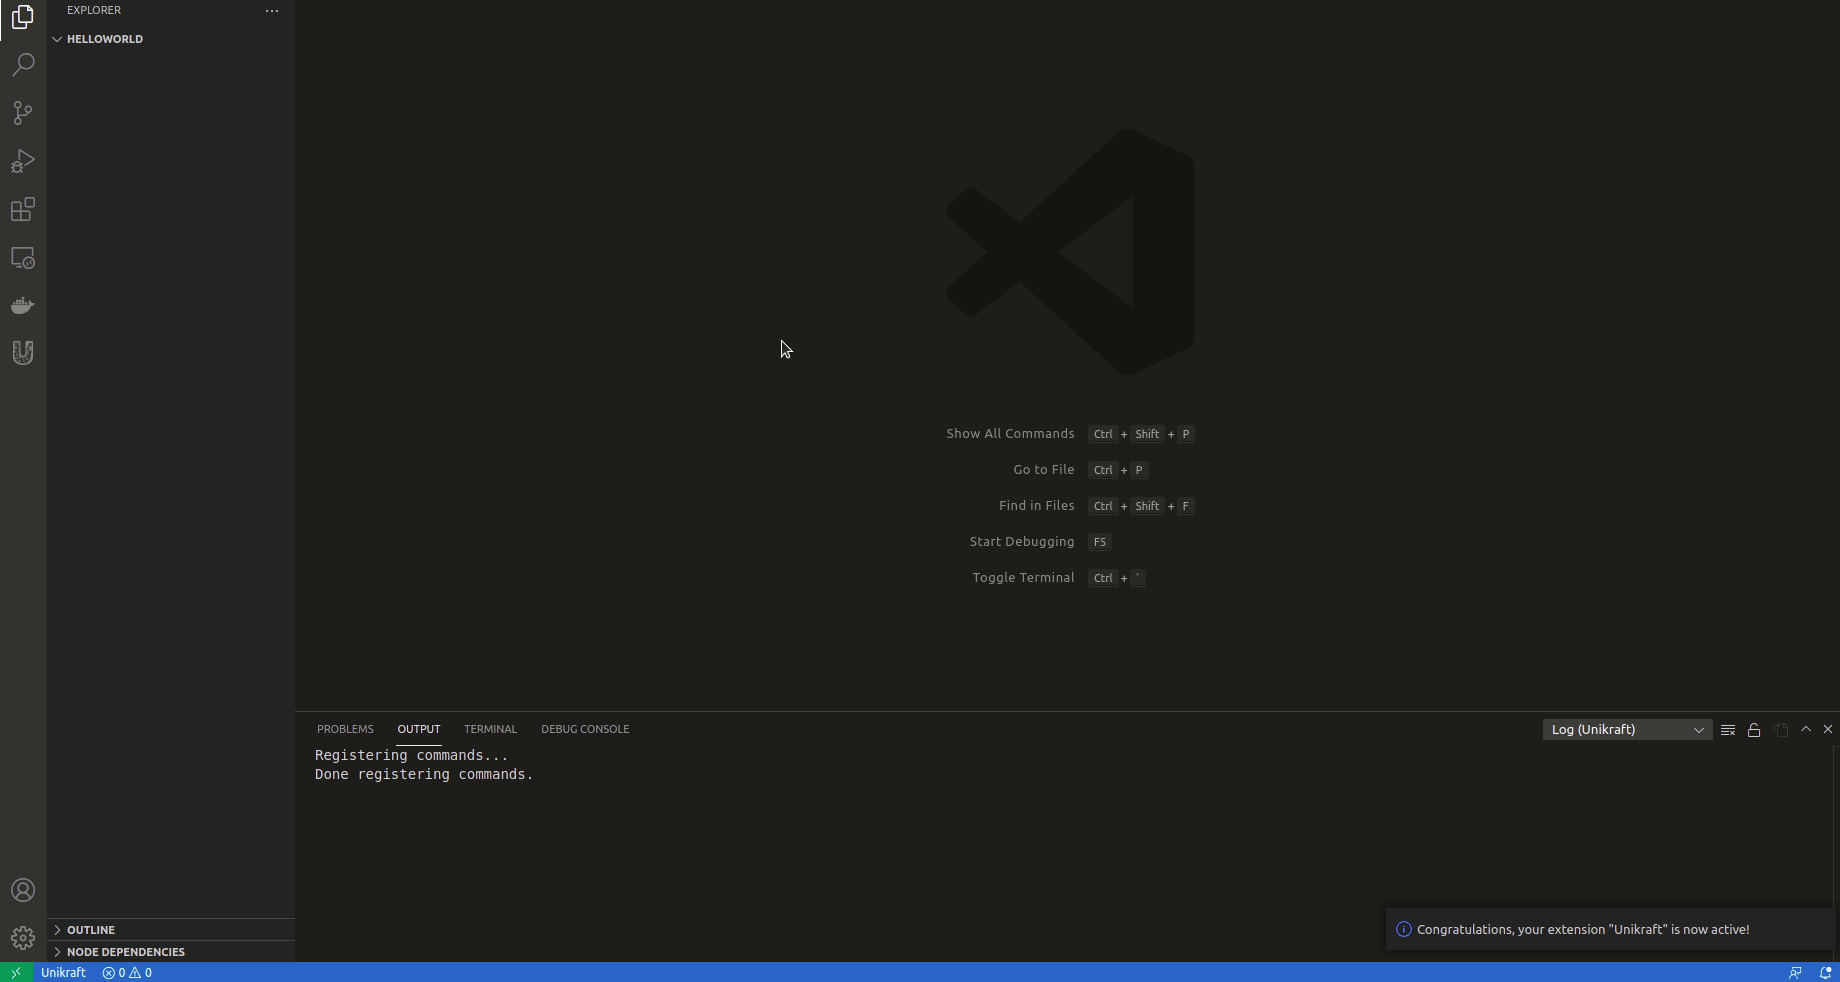 EXPLORER
HELLOWORLD
Show All Commands Ctrl + Shift + P
Go to File Ctrl + P
Find in Files Ctrl + Shift + F
Start Debugging F5
Toggle Terminal Ctrl + `
PROBLEMS OUTPUT TERMINAL DEBUG CONSOLE Log (Unikraft)
Registering commands...
Done registering commands.
OUTLINE
NODE DEPENDENCIES
Congratulations, your extension "Unikraft" is now active!
Unikraft 0 0